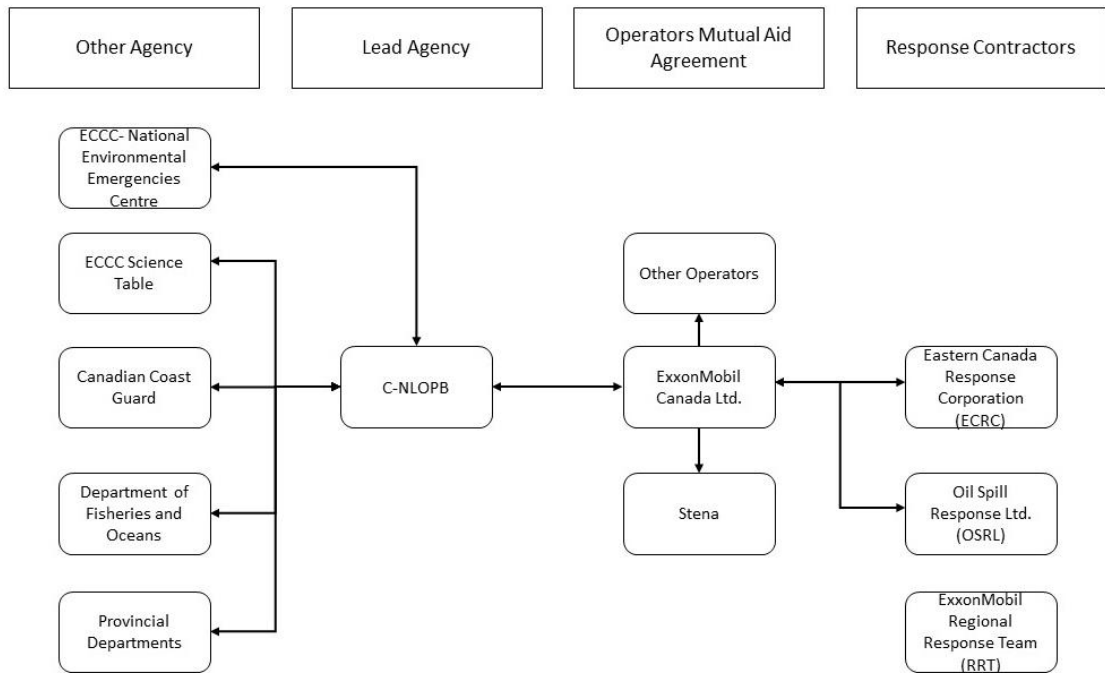 Other Agency
Lead Agency
Operators Mutual Aid
Agreement
Response Contractors
ECCC- National
Environmental
Emergencies
Centre
ECCC Science
Table
Canadian Coast
Guard
Department of
Fisheries and
Oceans
Provincial
Departments
C-NLOPB
Other Operators
ExxonMobil
Canada Ltd.
Stena
Eastern Canada
Response
Corporation
(ECRC)
Oil Spill
Response Ltd.
(OSRL)
ExxonMobil
Regional
Response Team
(RRT)